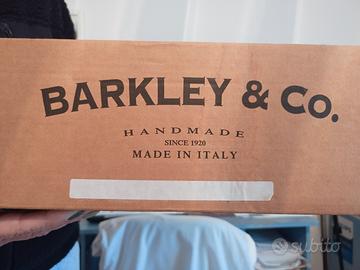 BARKLEY & Co.
HANDMADE
SINCE 1920
MADE IN ITALY
subito